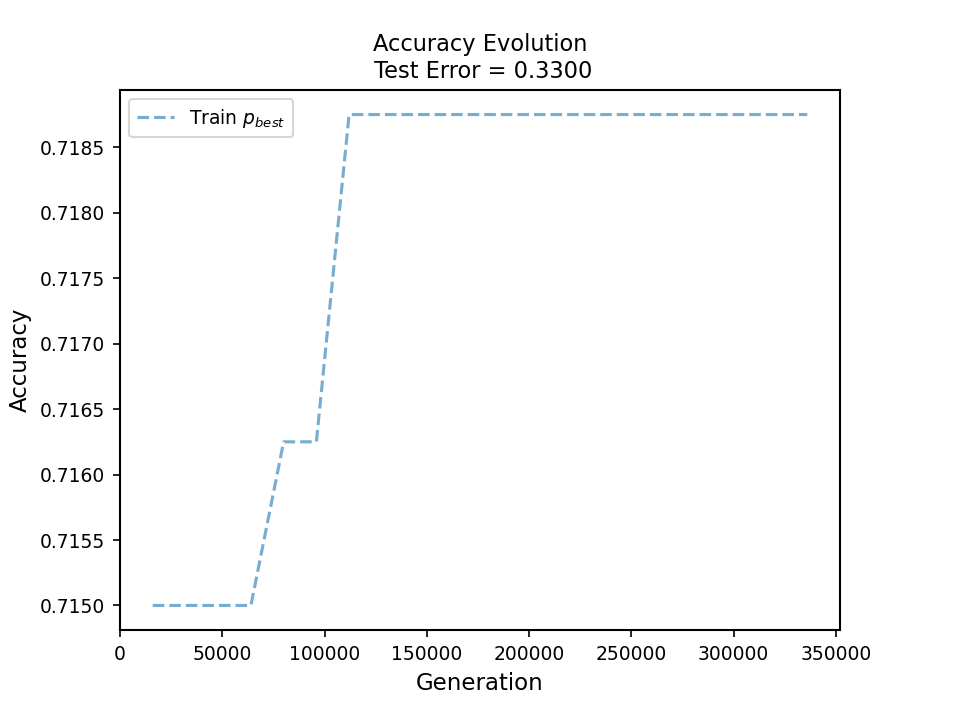 Accuracy Evolution
Test Error = 0.3300
Train p_best
0.7185
0.7180
0.7175
0.7170
0.7165
0.7160
0.7155
0.7150
Accuracy
0 50000 100000 150000 200000 250000 300000 350000
Generation